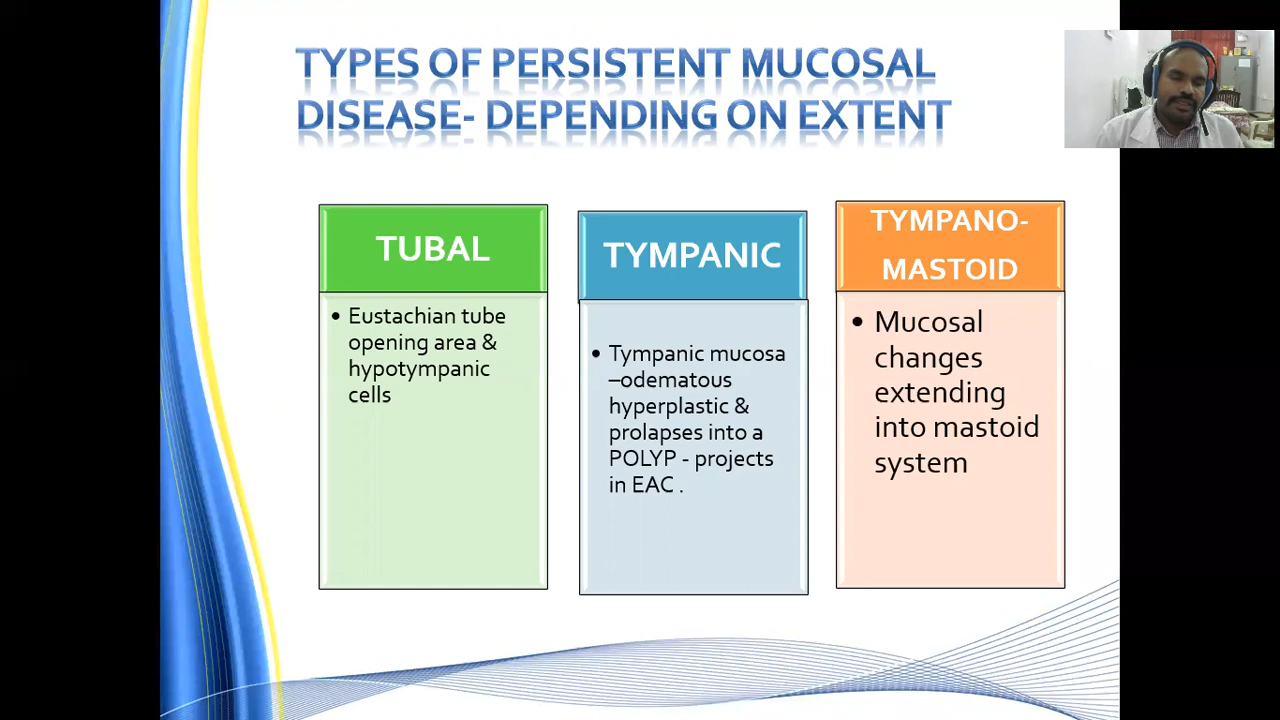 TYPES OF PERSISTENT MUCOSAL
DISEASE- DEPENDING ON EXTENT
TUBAL
• Eustachian tube
opening area &
hypotympanic
cells
TYMPANIC
• Tympanic mucosa
–odematous
hyperplastic &
prolapses into a
POLYP - projects
in EAC .
TYMPANO-
MASTOID
• Mucosal
changes
extending
into mastoid
system